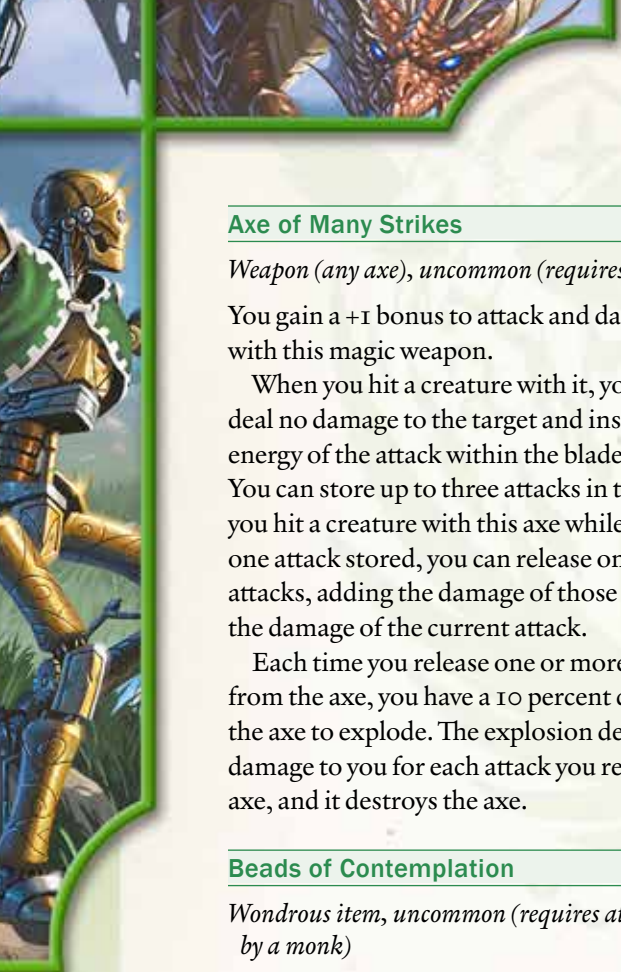 Axe of Many Strikes
Weapon (any axe), uncommon (requires
You gain a +1 bonus to attack and da
with this magic weapon.
When you hit a creature with it, yo
deal no damage to the target and ins
energy of the attack within the blade
You can store up to three attacks in t
you hit a creature with this axe while
one attack stored, you can release on
attacks, adding the damage of those
the damage of the current attack.
Each time you release one or more
from the axe, you have a 10 percent c
the axe to explode. The explosion de
damage to you for each attack you re
axe, and it destroys the axe.
Beads of Contemplation
Wondrous item, uncommon (requires at
by a monk)